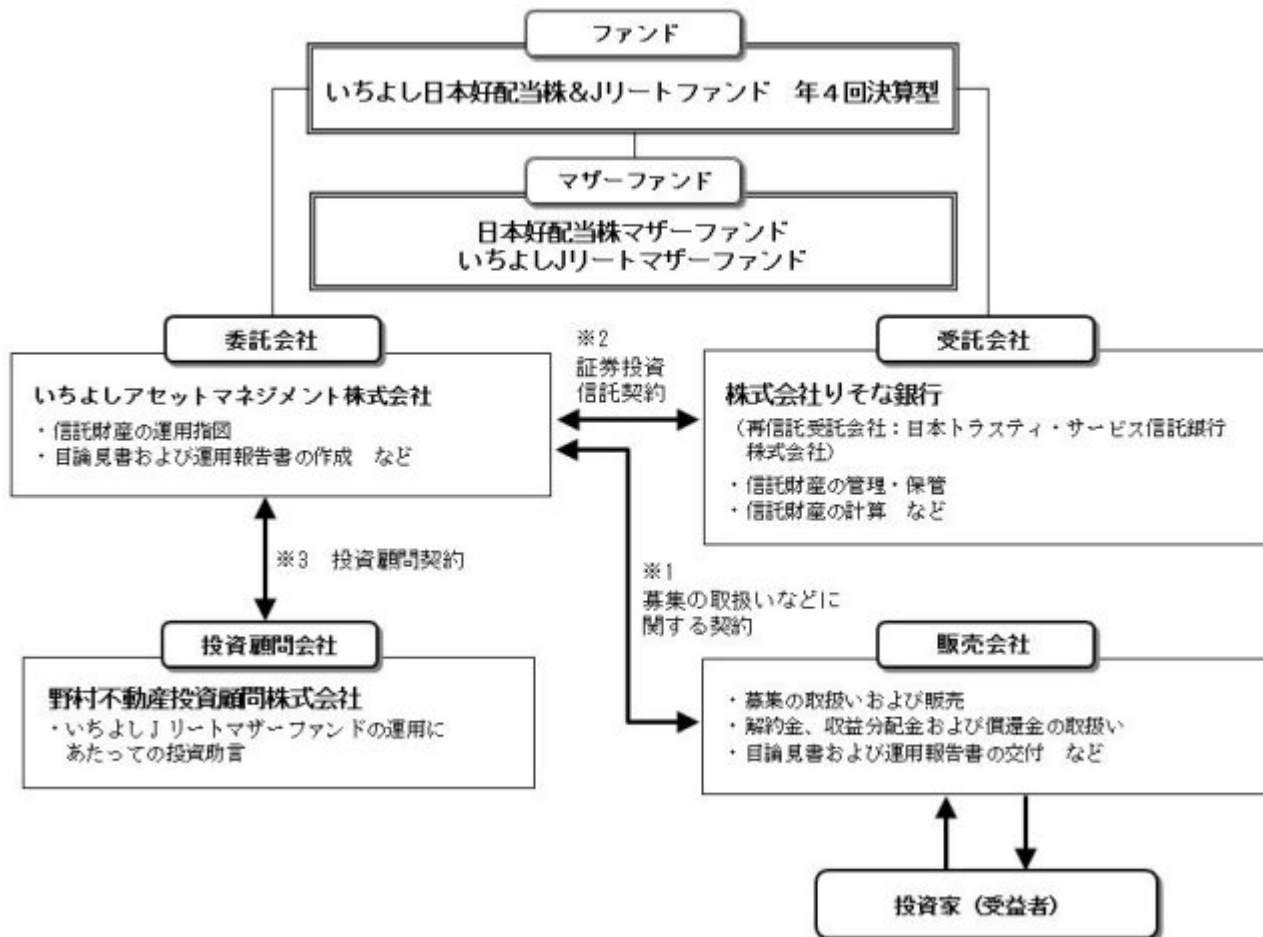 ファンド
いちよし日本好配当株&Jリートファンド　年４回決算型
マザーファンド
日本好配当株マザーファンド
いちよしJリートマザーファンド
委託会社
いちよしアセットマネジメント株式会社
・信託財産の運用指図
・目論見書および運用報告書の作成　など
※2
証券投資
信託契約
受託会社
株式会社りそな銀行
（再信託受託会社：日本トラスティ・サービス信託銀行
株式会社）
・信託財産の管理・保管
・信託財産の計算　など
※3　投資顧問契約
※1
募集の取扱いなどに
関する契約
投資顧問会社
野村不動産投資顧問株式会社
・いちよしＪリートマザーファンドの運用に
あたっての投資助言
販売会社
・募集の取扱いおよび販売
・解約金、収益分配金および償還金の取扱い
・目論見書および運用報告書の交付　など
投資家（受益者）